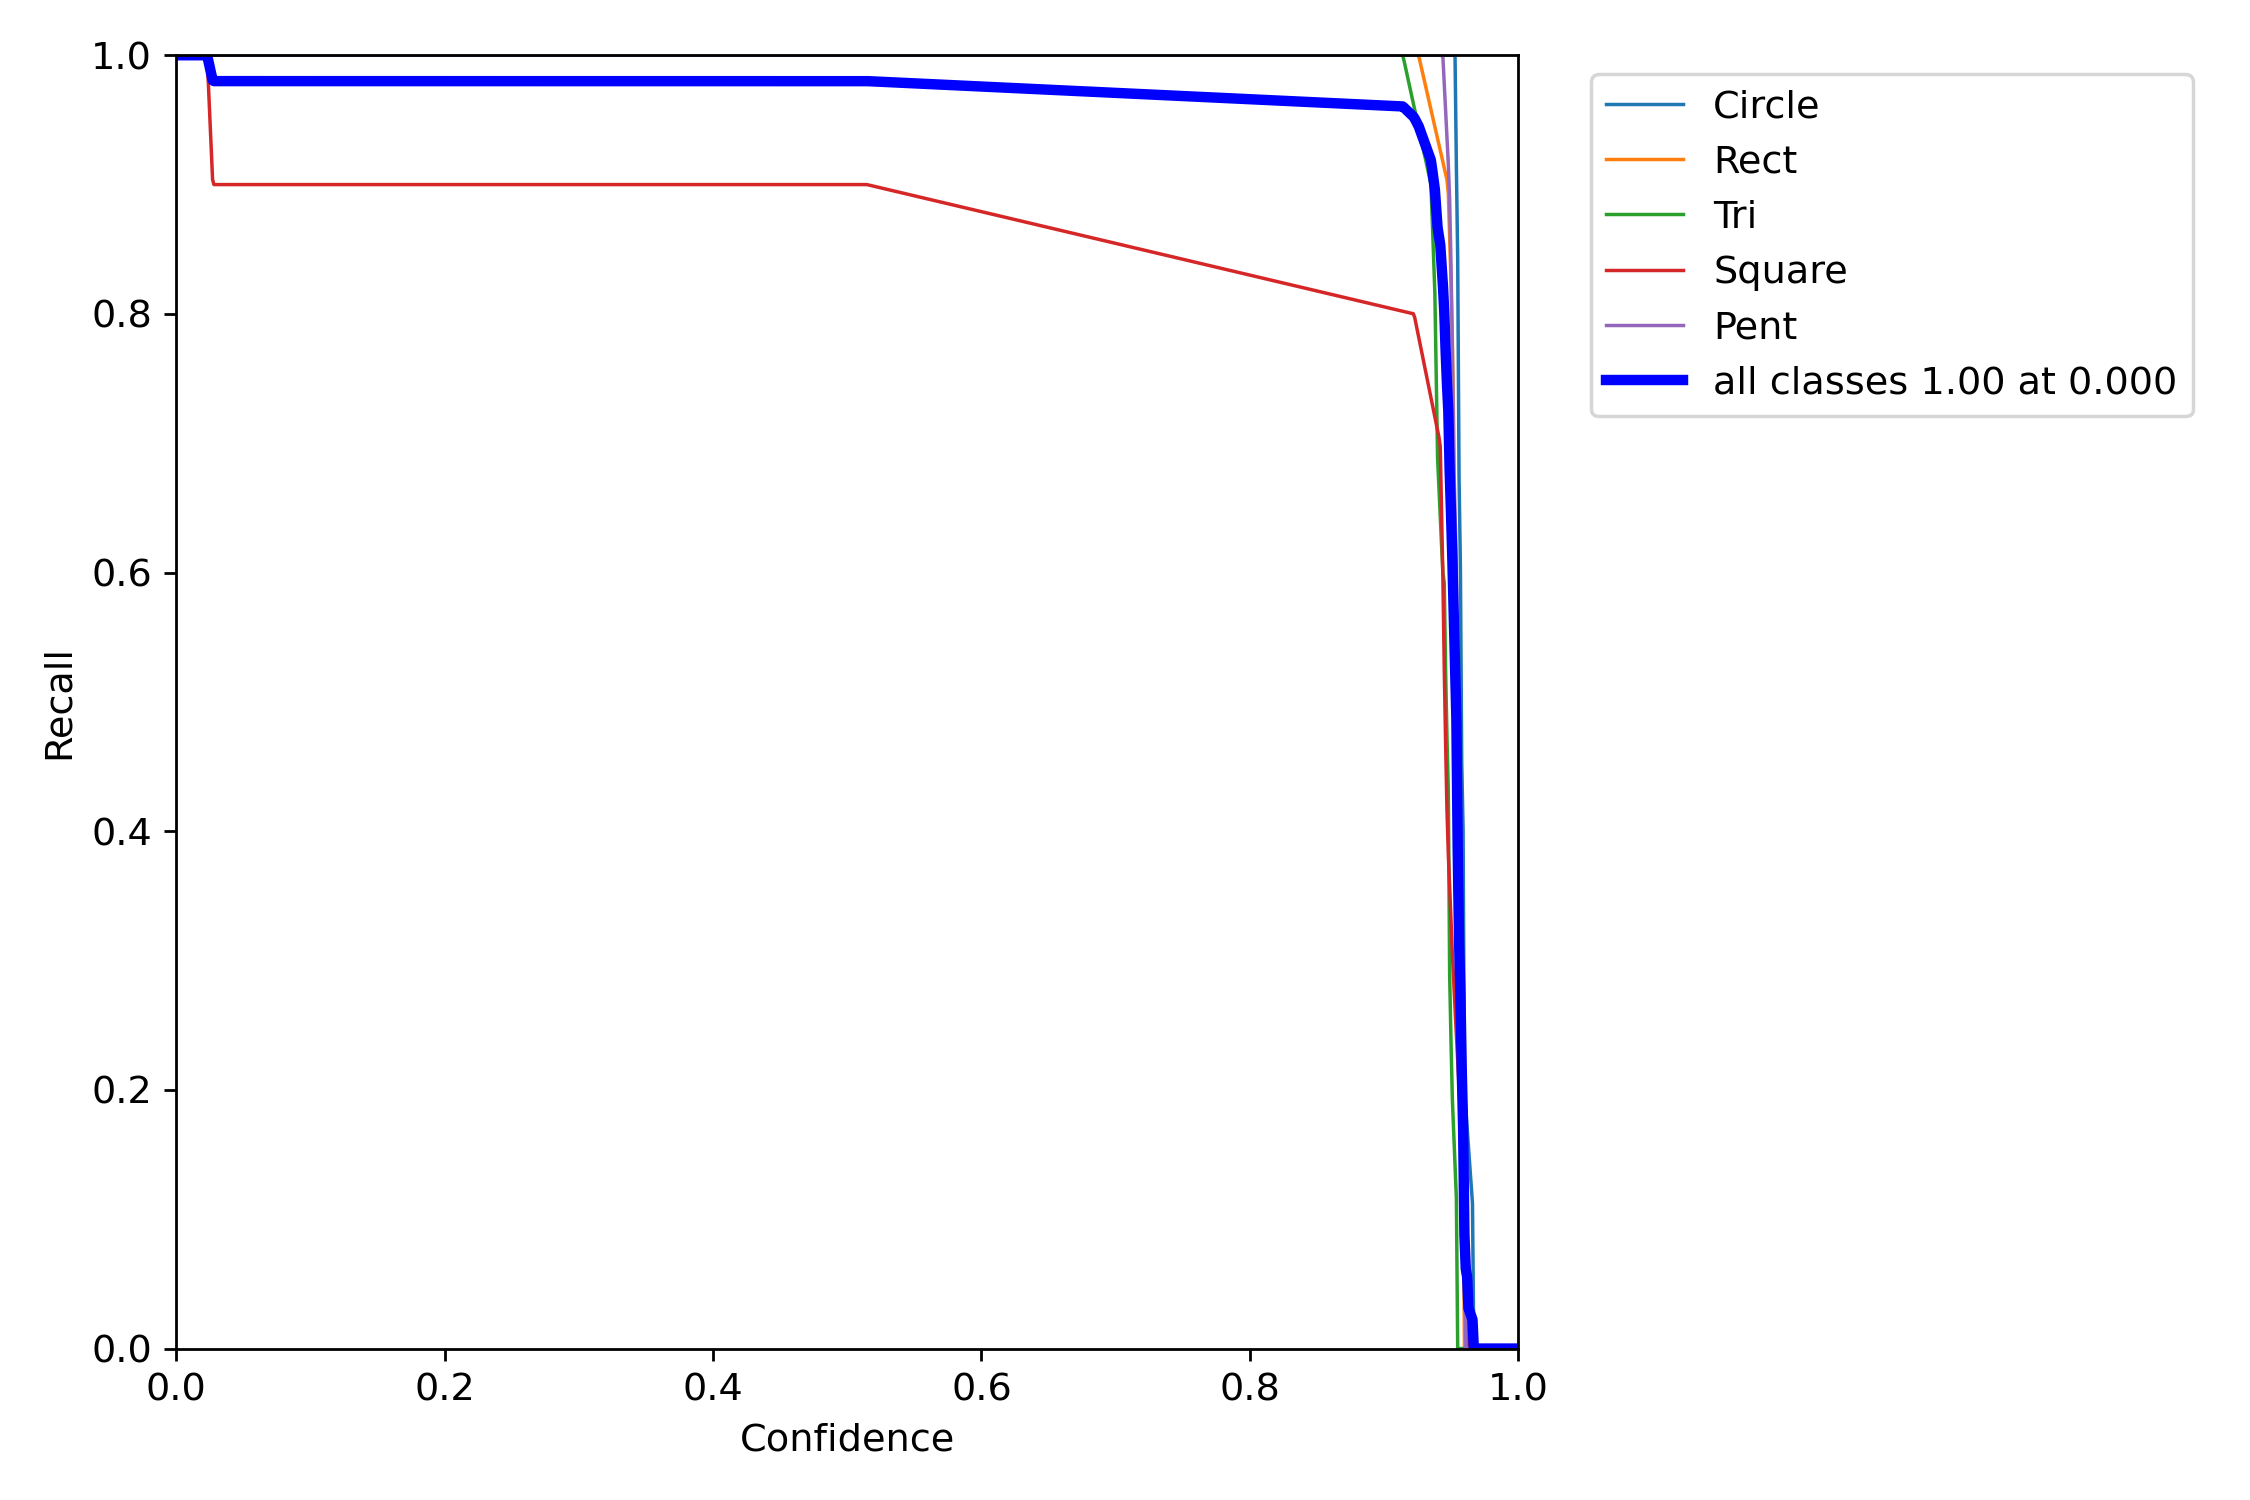 1.0
0.8
0.6
0.4
0.2
0.0
Recall
0.0 0.2 0.4 0.6 0.8 1.0
Confidence
Circle
Rect
Tri
Square
Pent
all classes 1.00 at 0.000